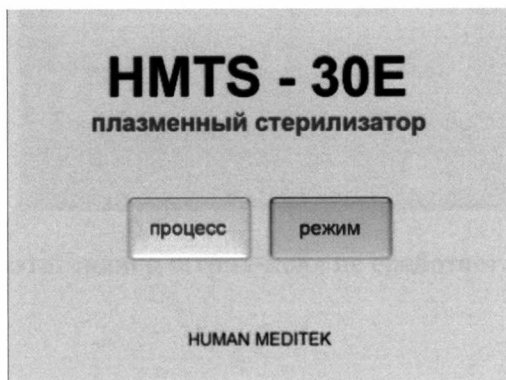 HMTS - 30E
плазменный стерилизатор
процесс режим
HUMAN MEDITEK